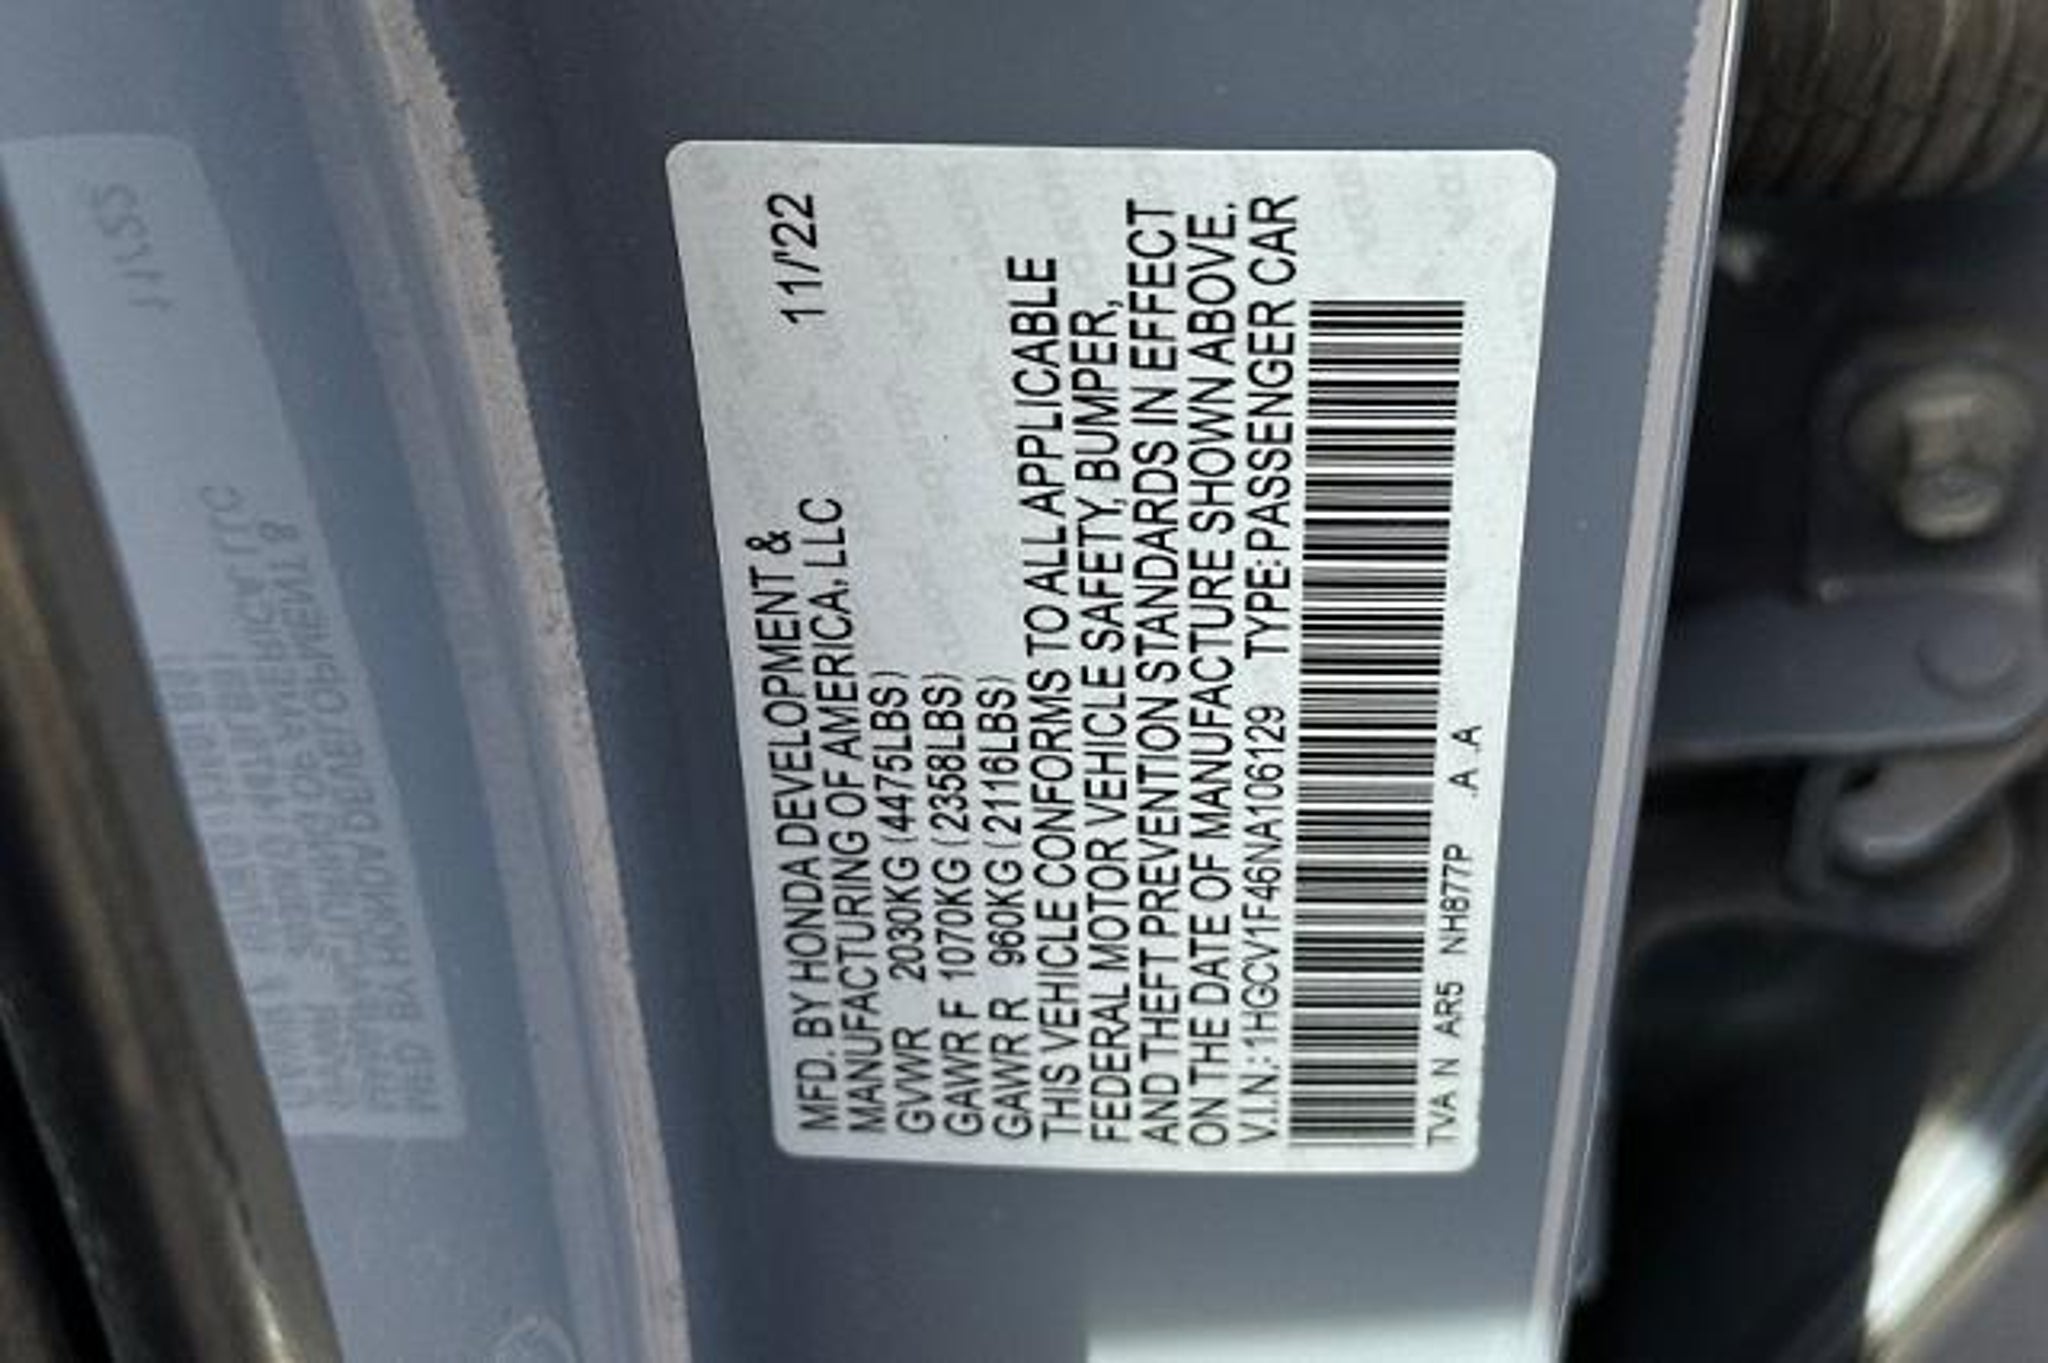 MFD. BY HONDA DEVELOPMENT &
MANUFACTURING OF AMERICA, LLC 11/'22
GVWR 2030KG (4475LBS)
GAWR F 1070KG (2358LBS)
GAWR R 960KG (2116LBS)
THIS VEHICLE CONFORMS TO ALL APPLICABLE
FEDERAL MOTOR VEHICLE SAFETY, BUMPER,
AND THEFT PREVENTION STANDARDS IN EFFECT
ON THE DATE OF MANUFACTURE SHOWN ABOVE.
V.I.N.:1HGCV1F46NA106129 TYPE:PASSENGER CAR
TVA N AR5 NH877P .A .A